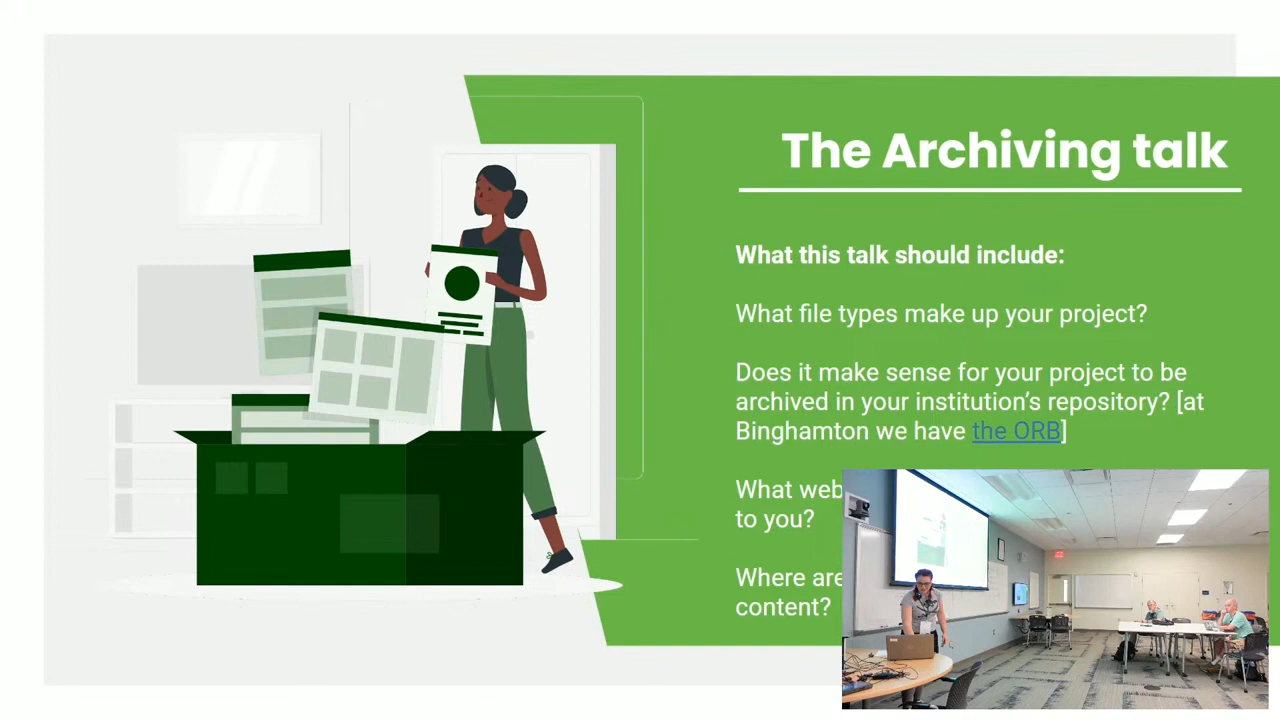 The Archiving talk
What this talk should include:
What file types make up your project?
Does it make sense for your project to be
archived in your institution’s repository? [at
Binghamton we have the ORB]
What web
to you?
Where are
content?